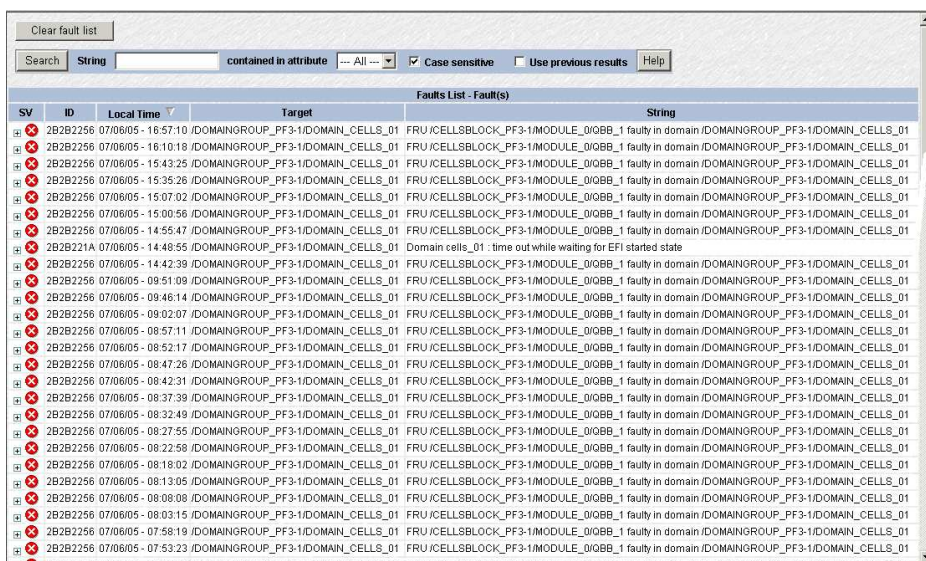 Clear fault list
Search String contained in attribute --- All --- Case sensitive Use previous results Help
Faults List - Fault(s)
SV ID Local Time Target String
2B2B2256 07/06/05 - 16:57:10 /DOMAINGROUP_PF3-1/DOMAIN_CELLS_01 FRU /CELLSBLOCK_PF3-1/MODULE_0/QBB_1 faulty in domain /DOMAINGROUP_PF3-1/DOMAIN_CELLS_01
2B2B2256 07/06/05 - 16:10:18 /DOMAINGROUP_PF3-1/DOMAIN_CELLS_01 FRU /CELLSBLOCK_PF3-1/MODULE_0/QBB_1 faulty in domain /DOMAINGROUP_PF3-1/DOMAIN_CELLS_01
2B2B2256 07/06/05 - 15:43:25 /DOMAINGROUP_PF3-1/DOMAIN_CELLS_01 FRU /CELLSBLOCK_PF3-1/MODULE_0/QBB_1 faulty in domain /DOMAINGROUP_PF3-1/DOMAIN_CELLS_01
2B2B2256 07/06/05 - 15:35:26 /DOMAINGROUP_PF3-1/DOMAIN_CELLS_01 FRU /CELLSBLOCK_PF3-1/MODULE_0/QBB_1 faulty in domain /DOMAINGROUP_PF3-1/DOMAIN_CELLS_01
2B2B2256 07/06/05 - 15:07:02 /DOMAINGROUP_PF3-1/DOMAIN_CELLS_01 FRU /CELLSBLOCK_PF3-1/MODULE_0/QBB_1 faulty in domain /DOMAINGROUP_PF3-1/DOMAIN_CELLS_01
2B2B2256 07/06/05 - 15:00:56 /DOMAINGROUP_PF3-1/DOMAIN_CELLS_01 FRU /CELLSBLOCK_PF3-1/MODULE_0/QBB_1 faulty in domain /DOMAINGROUP_PF3-1/DOMAIN_CELLS_01
2B2B2256 07/06/05 - 14:55:47 /DOMAINGROUP_PF3-1/DOMAIN_CELLS_01 FRU /CELLSBLOCK_PF3-1/MODULE_0/QBB_1 faulty in domain /DOMAINGROUP_PF3-1/DOMAIN_CELLS_01
2B2B221A 07/06/05 - 14:48:55 /DOMAINGROUP_PF3-1/DOMAIN_CELLS_01 Domain cells_01 : time out while waiting for EFI started state
2B2B2256 07/06/05 - 14:42:39 /DOMAINGROUP_PF3-1/DOMAIN_CELLS_01 FRU /CELLSBLOCK_PF3-1/MODULE_0/QBB_1 faulty in domain /DOMAINGROUP_PF3-1/DOMAIN_CELLS_01
2B2B2256 07/06/05 - 09:51:09 /DOMAINGROUP_PF3-1/DOMAIN_CELLS_01 FRU /CELLSBLOCK_PF3-1/MODULE_0/QBB_1 faulty in domain /DOMAINGROUP_PF3-1/DOMAIN_CELLS_01
2B2B2256 07/06/05 - 09:46:14 /DOMAINGROUP_PF3-1/DOMAIN_CELLS_01 FRU /CELLSBLOCK_PF3-1/MODULE_0/QBB_1 faulty in domain /DOMAINGROUP_PF3-1/DOMAIN_CELLS_01
2B2B2256 07/06/05 - 09:02:07 /DOMAINGROUP_PF3-1/DOMAIN_CELLS_01 FRU /CELLSBLOCK_PF3-1/MODULE_0/QBB_1 faulty in domain /DOMAINGROUP_PF3-1/DOMAIN_CELLS_01
2B2B2256 07/06/05 - 08:57:11 /DOMAINGROUP_PF3-1/DOMAIN_CELLS_01 FRU /CELLSBLOCK_PF3-1/MODULE_0/QBB_1 faulty in domain /DOMAINGROUP_PF3-1/DOMAIN_CELLS_01
2B2B2256 07/06/05 - 08:52:17 /DOMAINGROUP_PF3-1/DOMAIN_CELLS_01 FRU /CELLSBLOCK_PF3-1/MODULE_0/QBB_1 faulty in domain /DOMAINGROUP_PF3-1/DOMAIN_CELLS_01
2B2B2256 07/06/05 - 08:47:26 /DOMAINGROUP_PF3-1/DOMAIN_CELLS_01 FRU /CELLSBLOCK_PF3-1/MODULE_0/QBB_1 faulty in domain /DOMAINGROUP_PF3-1/DOMAIN_CELLS_01
2B2B2256 07/06/05 - 08:42:31 /DOMAINGROUP_PF3-1/DOMAIN_CELLS_01 FRU /CELLSBLOCK_PF3-1/MODULE_0/QBB_1 faulty in domain /DOMAINGROUP_PF3-1/DOMAIN_CELLS_01
2B2B2256 07/06/05 - 08:37:39 /DOMAINGROUP_PF3-1/DOMAIN_CELLS_01 FRU /CELLSBLOCK_PF3-1/MODULE_0/QBB_1 faulty in domain /DOMAINGROUP_PF3-1/DOMAIN_CELLS_01
2B2B2256 07/06/05 - 08:32:49 /DOMAINGROUP_PF3-1/DOMAIN_CELLS_01 FRU /CELLSBLOCK_PF3-1/MODULE_0/QBB_1 faulty in domain /DOMAINGROUP_PF3-1/DOMAIN_CELLS_01
2B2B2256 07/06/05 - 08:27:55 /DOMAINGROUP_PF3-1/DOMAIN_CELLS_01 FRU /CELLSBLOCK_PF3-1/MODULE_0/QBB_1 faulty in domain /DOMAINGROUP_PF3-1/DOMAIN_CELLS_01
2B2B2256 07/06/05 - 08:22:58 /DOMAINGROUP_PF3-1/DOMAIN_CELLS_01 FRU /CELLSBLOCK_PF3-1/MODULE_0/QBB_1 faulty in domain /DOMAINGROUP_PF3-1/DOMAIN_CELLS_01
2B2B2256 07/06/05 - 08:18:02 /DOMAINGROUP_PF3-1/DOMAIN_CELLS_01 FRU /CELLSBLOCK_PF3-1/MODULE_0/QBB_1 faulty in domain /DOMAINGROUP_PF3-1/DOMAIN_CELLS_01
2B2B2256 07/06/05 - 08:13:05 /DOMAINGROUP_PF3-1/DOMAIN_CELLS_01 FRU /CELLSBLOCK_PF3-1/MODULE_0/QBB_1 faulty in domain /DOMAINGROUP_PF3-1/DOMAIN_CELLS_01
2B2B2256 07/06/05 - 08:08:08 /DOMAINGROUP_PF3-1/DOMAIN_CELLS_01 FRU /CELLSBLOCK_PF3-1/MODULE_0/QBB_1 faulty in domain /DOMAINGROUP_PF3-1/DOMAIN_CELLS_01
2B2B2256 07/06/05 - 08:03:15 /DOMAINGROUP_PF3-1/DOMAIN_CELLS_01 FRU /CELLSBLOCK_PF3-1/MODULE_0/QBB_1 faulty in domain /DOMAINGROUP_PF3-1/DOMAIN_CELLS_01
2B2B2256 07/06/05 - 07:58:19 /DOMAINGROUP_PF3-1/DOMAIN_CELLS_01 FRU /CELLSBLOCK_PF3-1/MODULE_0/QBB_1 faulty in domain /DOMAINGROUP_PF3-1/DOMAIN_CELLS_01
2B2B2256 07/06/05 - 07:53:23 /DOMAINGROUP_PF3-1/DOMAIN_CELLS_01 FRU /CELLSBLOCK_PF3-1/MODULE_0/QBB_1 faulty in domain /DOMAINGROUP_PF3-1/DOMAIN_CELLS_01